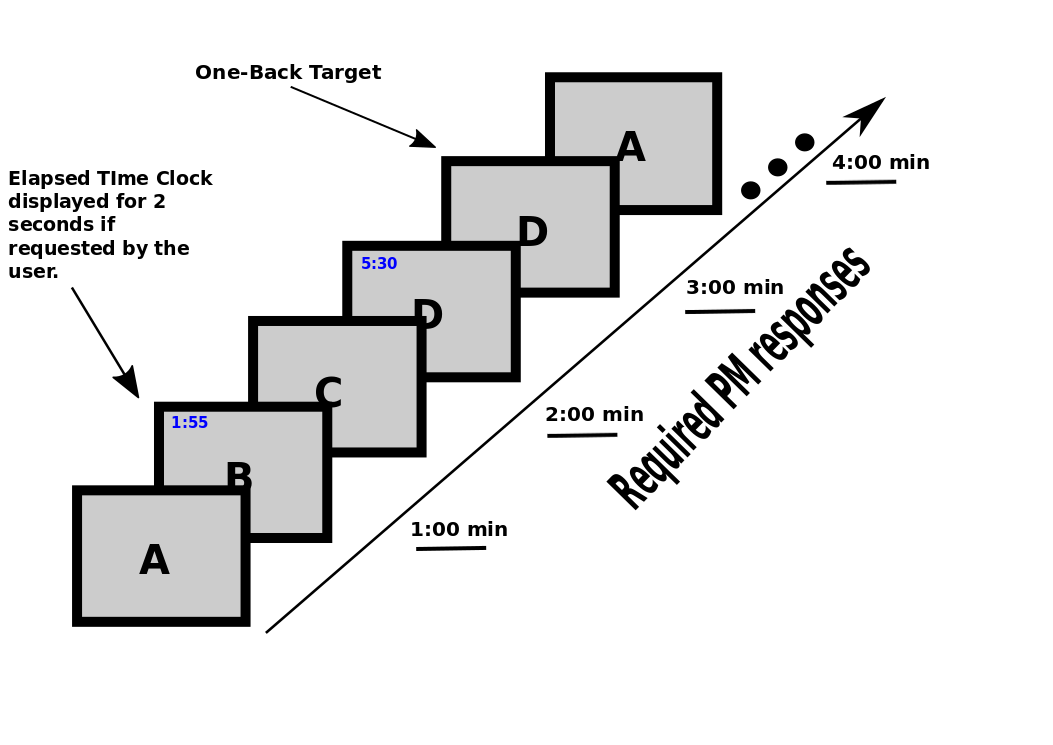 One-Back Target
A
4:00 min
Elapsed TIme Clock
displayed for 2
seconds if
requested by the
user.
D
5:30
D
3:00 min
Required PM responses
C
2:00 min
1:55
B
1:00 min
A